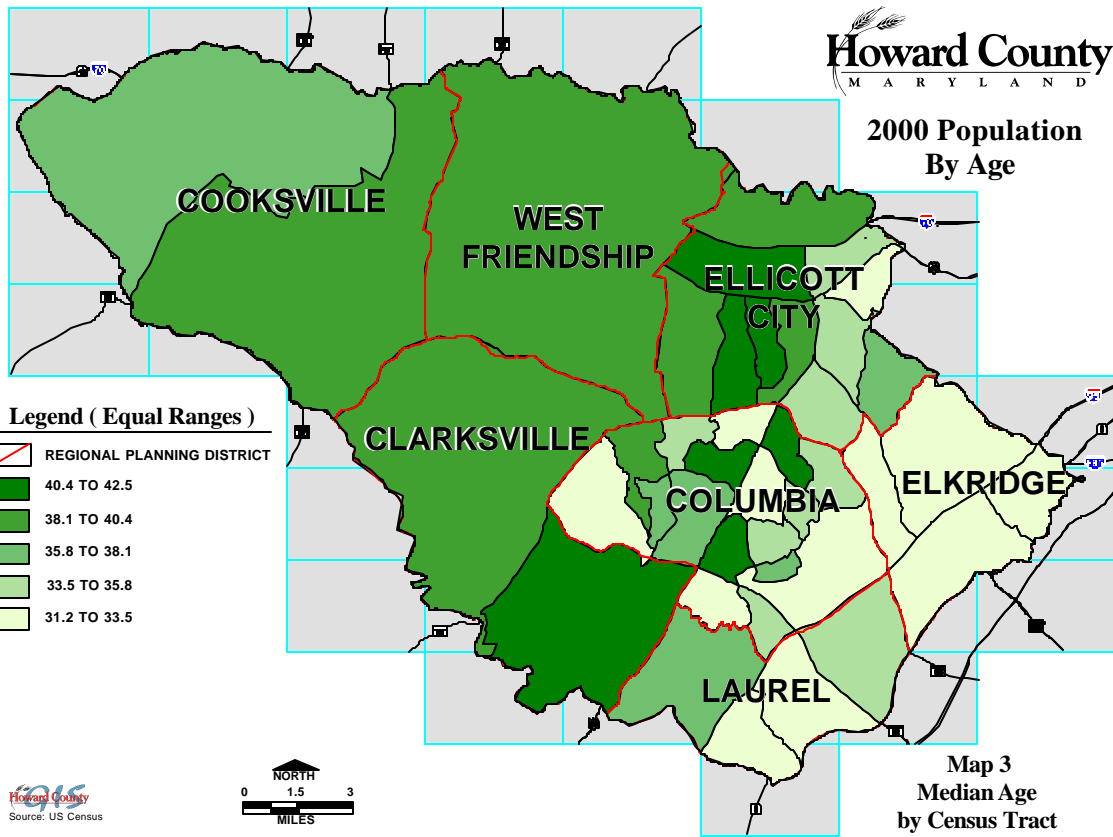 Howard County
MARYLAND
2000 Population
By Age
COOKSVILLE
WEST
FRIENDSHIP
ELLICOTT
CITY
CLARKSVILLE
COLUMBIA
ELKRIDGE
LAUREL
Legend ( Equal Ranges )
REGIONAL PLANNING DISTRICT
40.4 TO 42.5
38.1 TO 40.4
35.8 TO 38.1
33.5 TO 35.8
31.2 TO 33.5
NORTH
0 1.5 3
MILES
Howard County
GIS
Source: US Census
Map 3
Median Age
by Census Tract